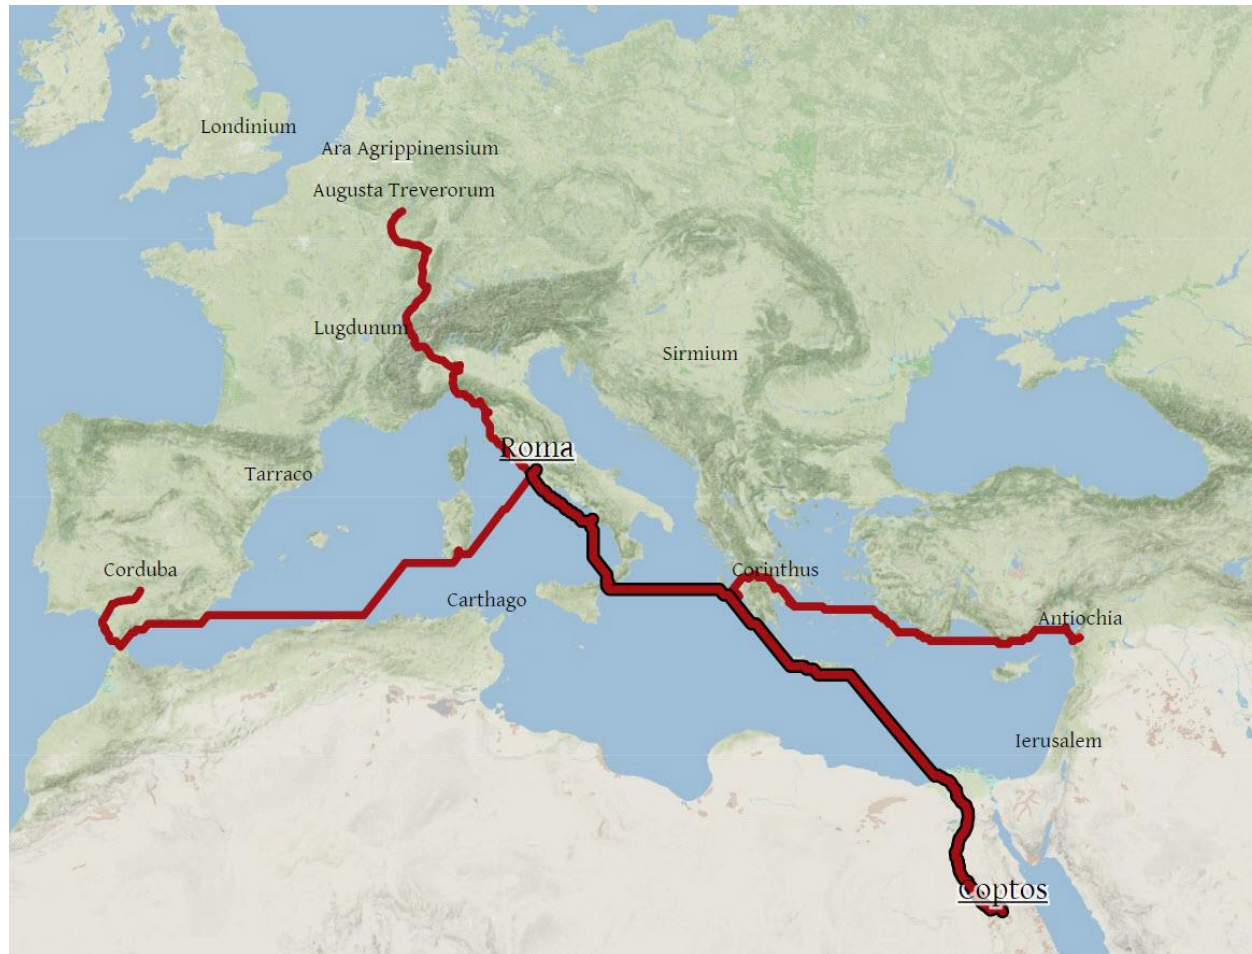 Londinium
Ara Agrippinensium
Augusta Treverorum
Lugdunum
Sirmium
Roma
Tarraco
Corduba
Corinthus
Carthago
Antiochia
Ierusalem
Coptos